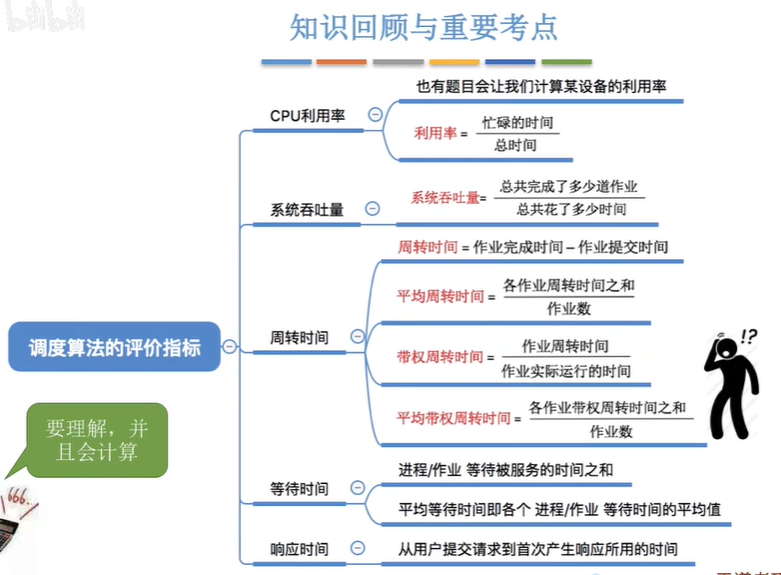 bilibili
知识回顾与重要考点
也有题目会让我们计算某设备的利用率
CPU利用率
利用率 = 忙碌的时间
总时间
系统吞吐量
系统吞吐量= 总共完成了多少道作业
总共花了多少时间
周转时间 = 作业完成时间 – 作业提交时间
平均周转时间 = 各作业周转时间之和
作业数
周转时间
调度算法的评价指标
带权周转时间 = 作业周转时间
作业实际运行的时间
平均带权周转时间 = 各作业带权周转时间之和
作业数
要理解，并
且会计算
进程/作业 等待被服务的时间之和
等待时间
平均等待时间即各个 进程/作业 等待时间的平均值
响应时间
从用户提交请求到首次产生响应所用的时间
666.
!?